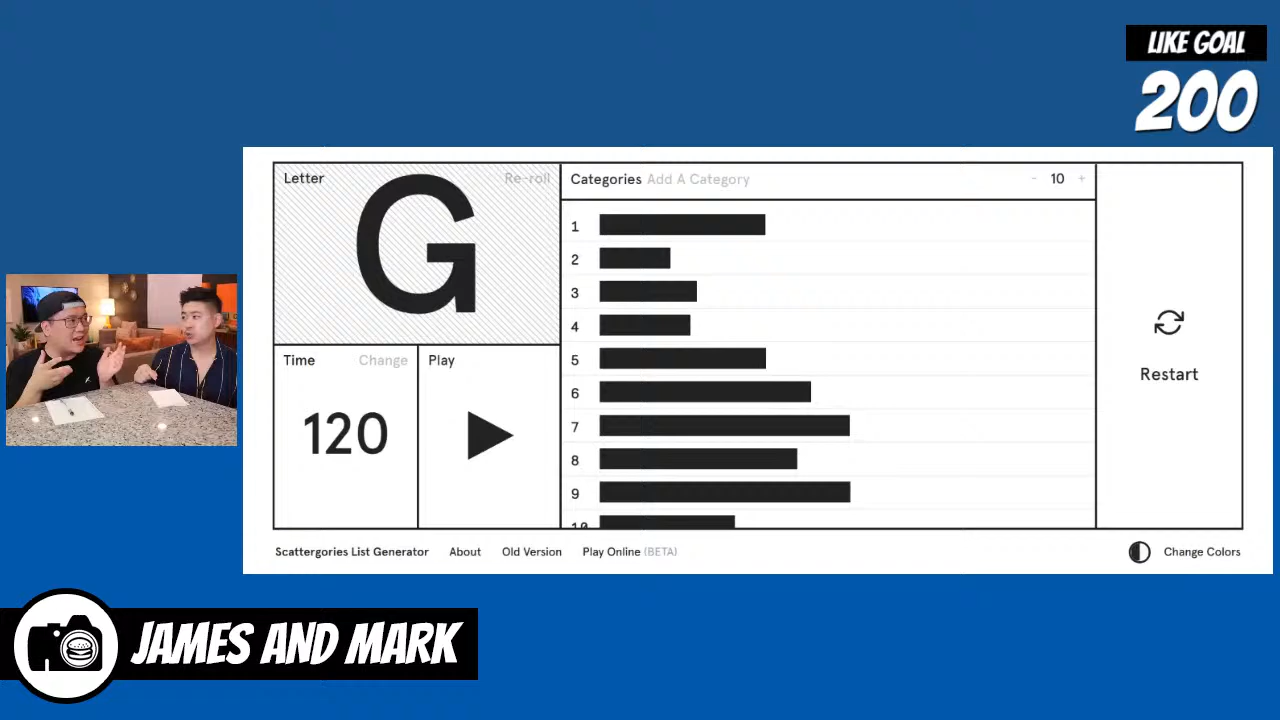 LIKE GOAL
200
Letter
Re-roll
G
Time
Change
120
Play
Categories Add A Category
- 10 +
1
2
3
4
5
6
7
8
9
10
Restart
Scattergories List Generator
About
Old Version
Play Online (BETA)
Change Colors
JAMES AND MARK